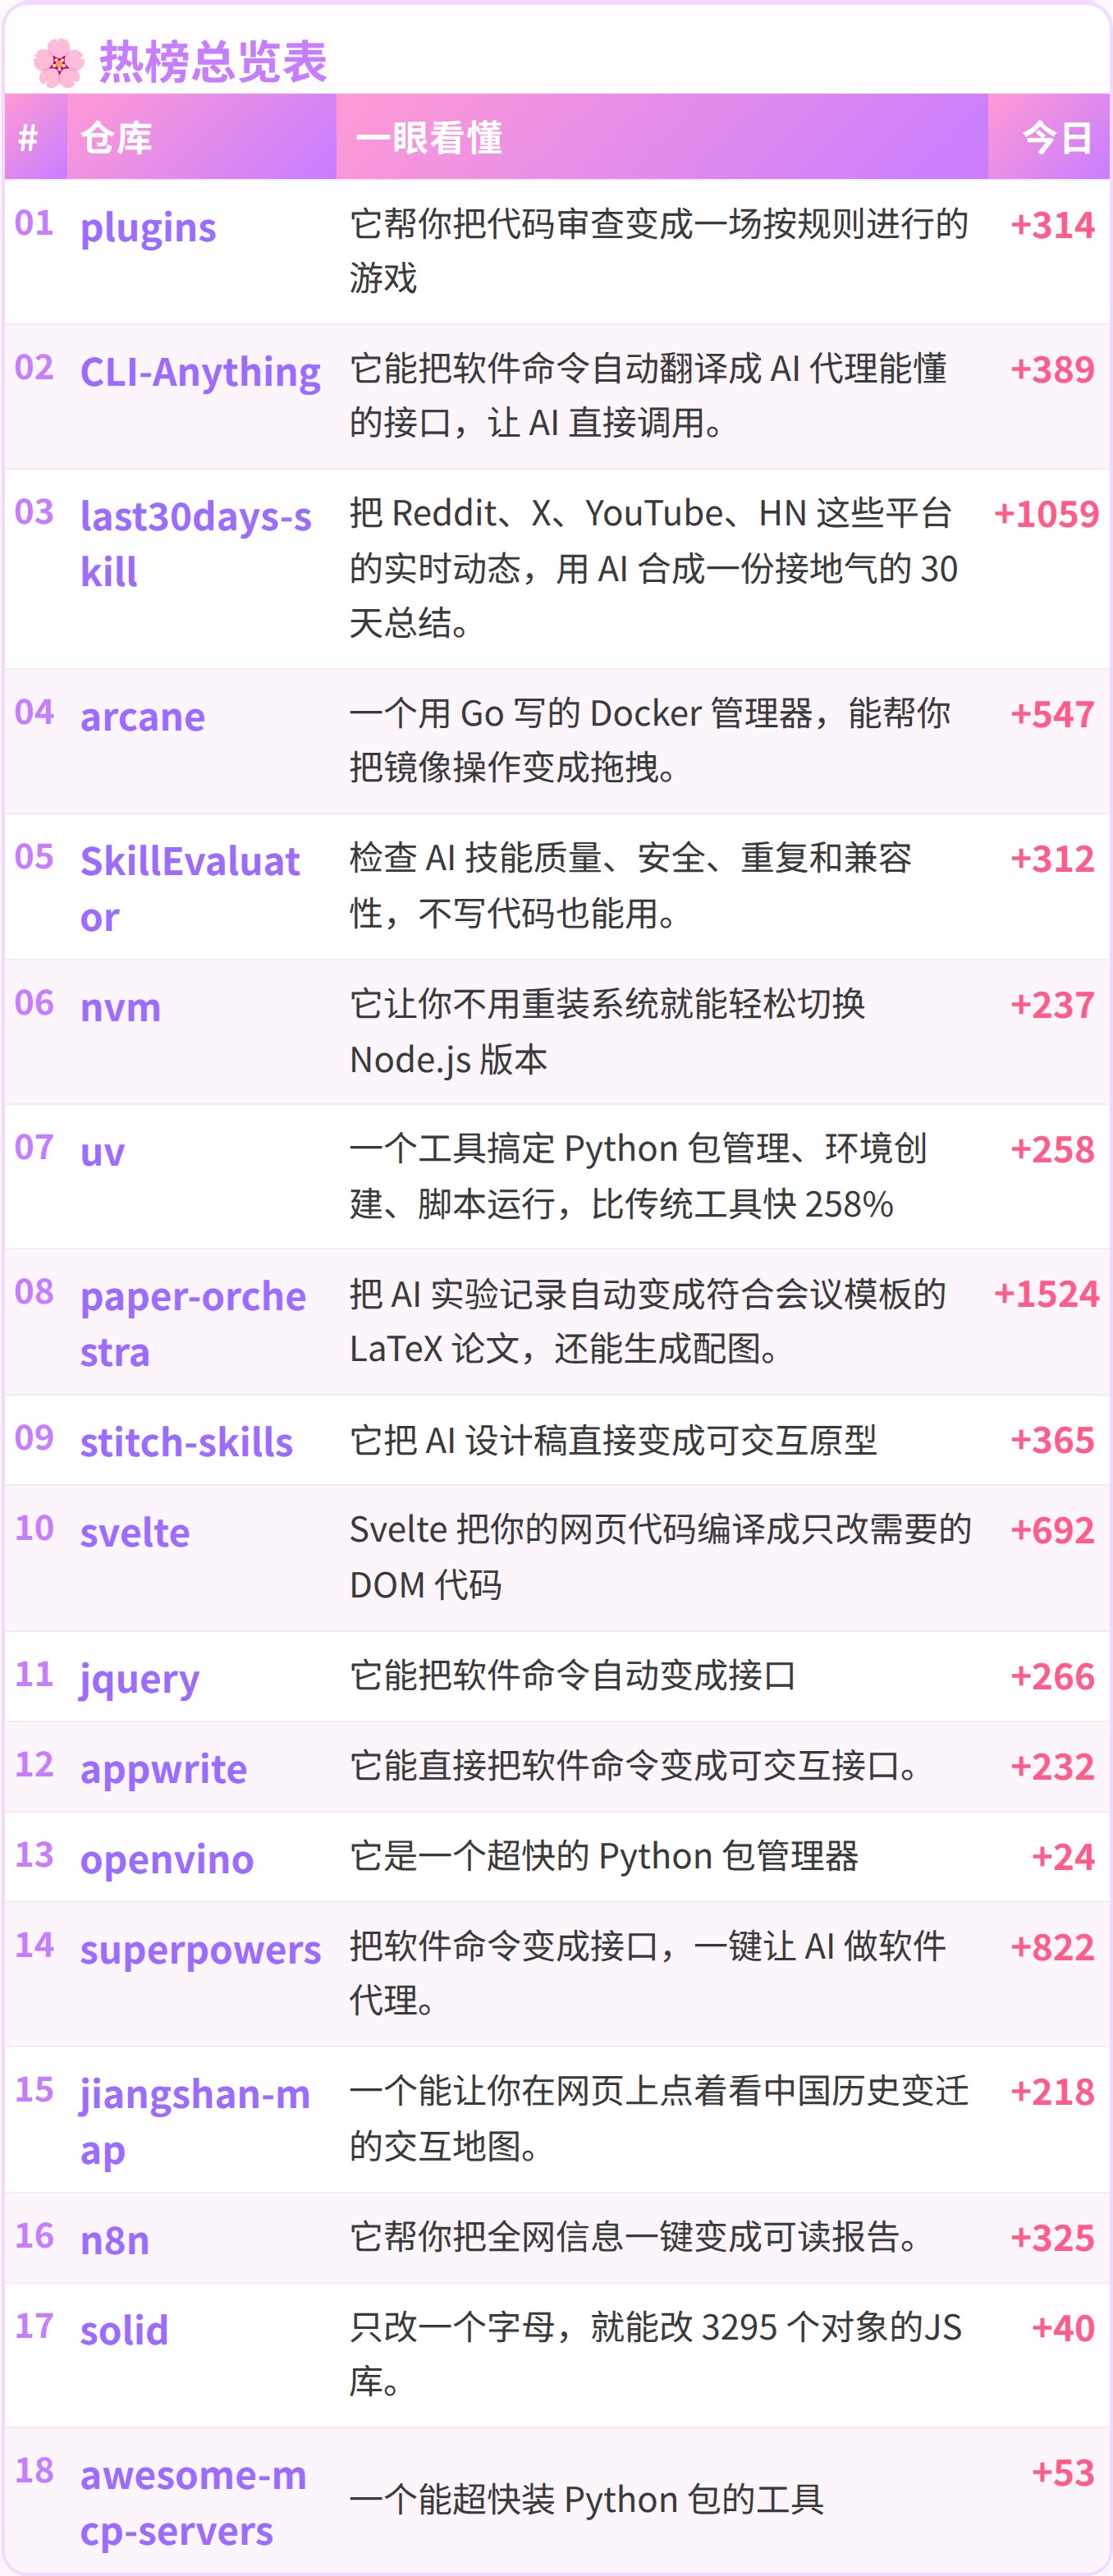 🌸 热榜总览表
# 仓库 一眼看懂 今日
01 plugins 它帮你把代码审查变成一场按规则进行的 +314
游戏
02 CLI-Anything 它能把软件命令自动翻译成 AI 代理能懂 +389
的接口，让 AI 直接调用。
03 last30days-s 把 Reddit、X、YouTube、HN 这些平台 +1059
kill 的实时动态，用 AI 合成一份接地气的 30
天总结。
04 arcane 一个用 Go 写的 Docker 管理器，能帮你 +547
把镜像操作变成拖拽。
05 SkillEvaluat 检查 AI 技能质量、安全、重复和兼容 +312
or 性，不写代码也能用。
06 nvm 它让你不用重装系统就能轻松切换 +237
Node.js 版本
07 uv 一个工具搞定 Python 包管理、环境创 +258
建、脚本运行，比传统工具快 258%
08 paper-orche 把 AI 实验记录自动变成符合会议模板的 +1524
stra LaTeX 论文，还能生成配图。
09 stitch-skills 它把 AI 设计稿直接变成可交互原型 +365
10 svelte Svelte 把你的网页代码编译成只改需要的 +692
DOM 代码
11 jquery 它能把软件命令自动变成接口 +266
12 appwrite 它能直接把软件命令变成可交互接口。 +232
13 openvino 它是一个超快的 Python 包管理器 +24
14 superpowers 把软件命令变成接口，一键让 AI 做软件 +822
代理。
15 jiangshan-m 一个能让你在网页上点着看中国历史变迁 +218
ap 的交互地图。
16 n8n 它帮你把全网信息一键变成可读报告。 +325
17 solid 只改一个字母，就能改 3295 个对象的JS +40
库。
18 awesome-m 一个能超快装 Python 包的工具 +53
cp-servers